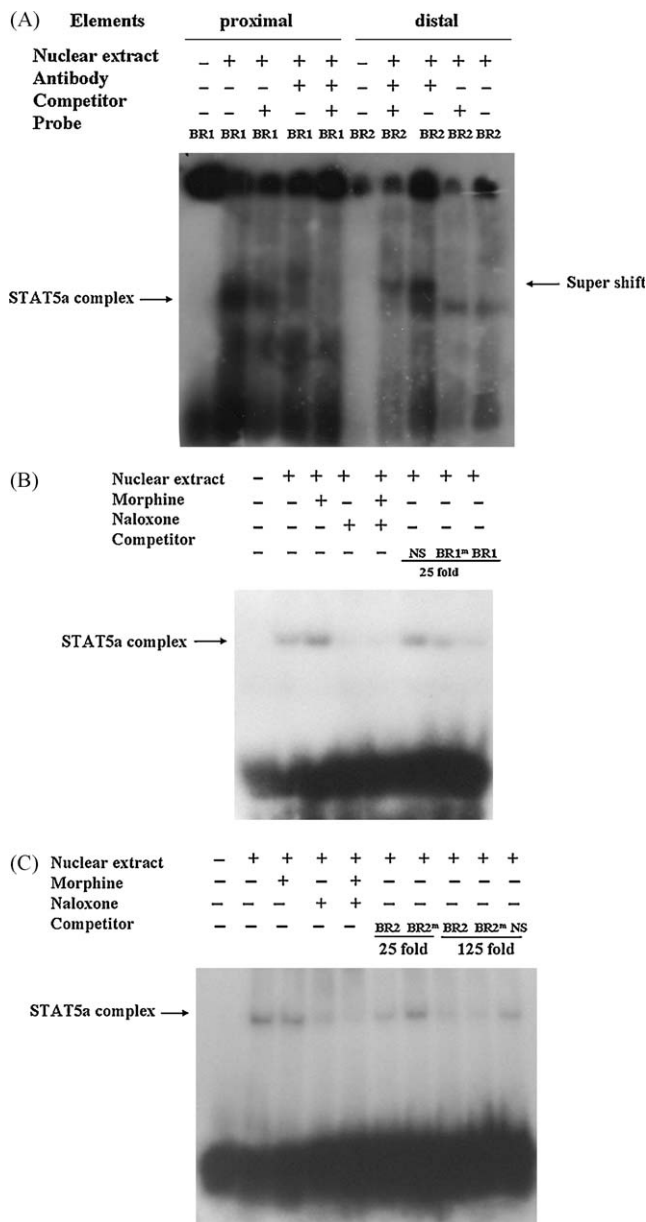 (A) Elements proximal distal
Nuclear extract – + + + + – + + + +
Antibody – – – + + – + + – –
Competitor – – + – + – + – + –
Probe
BR1 BR1 BR1 BR1 BR1 BR2 BR2 BR2 BR2 BR2
STAT5a complex
Super shift
(B) Nuclear extract – + + + + + + +
Morphine – – + – + – – –
Naloxone – – – + + – – –
Competitor – – – – – NS BR1ᵐ BR1
25 fold
STAT5a complex
(C) Nuclear extract – + + + + + + + + +
Morphine – – + – + – – – – –
Naloxone – – – + + – – – – –
Competitor – – – – – BR2 BR2ᵐ BR2 BR2ᵐ NS
25 fold 125 fold
STAT5a complex